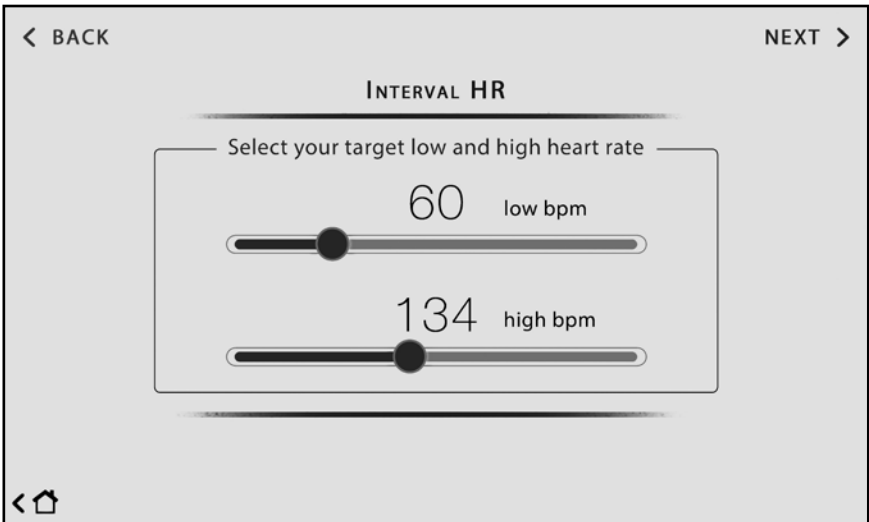 BACK
NEXT
INTERVAL HR
Select your target low and high heart rate
60 low bpm
134 high bpm